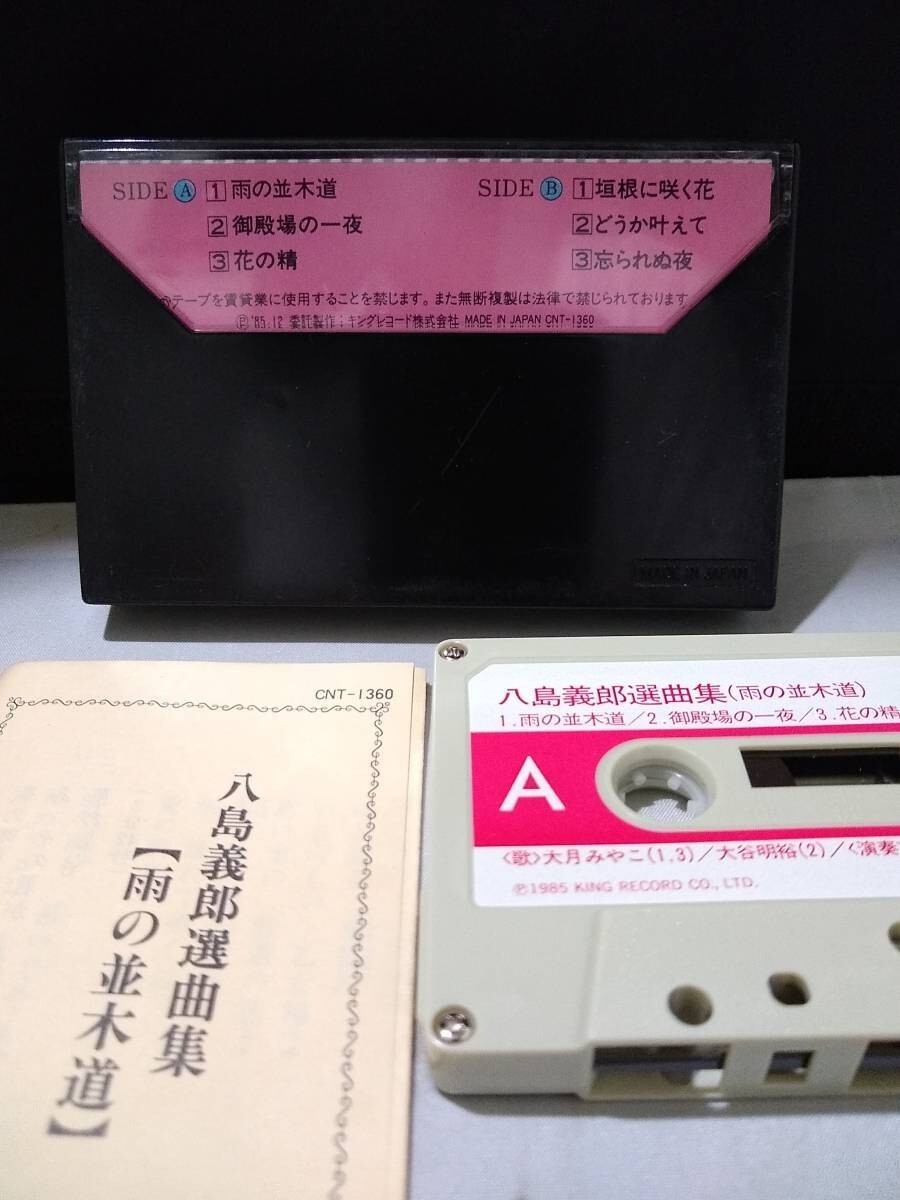 SIDE A 1 雨の並木道
2 御殿場の一夜
3 花の精
SIDE B 1 垣根に咲く花
2 どうか叶えて
3 忘られぬ夜
のテープを賃貸業に使用することを禁じます。また無断複製は法律で禁じられております。
Ⓟ '85.12 委託製作:キングレコード株式会社 MADE IN JAPAN CNT-1360
MADE IN JAPAN
CNT-1360
八島義郎選曲集
【雨の並木道】
八島義郎選曲集(雨の並木道)
1.雨の並木道/2.御殿場の一夜/3.花の精
A
〈歌〉大月みやこ(1,3)/大谷明裕(2)/〈演奏
Ⓟ1985 KING RECORD CO., LTD.